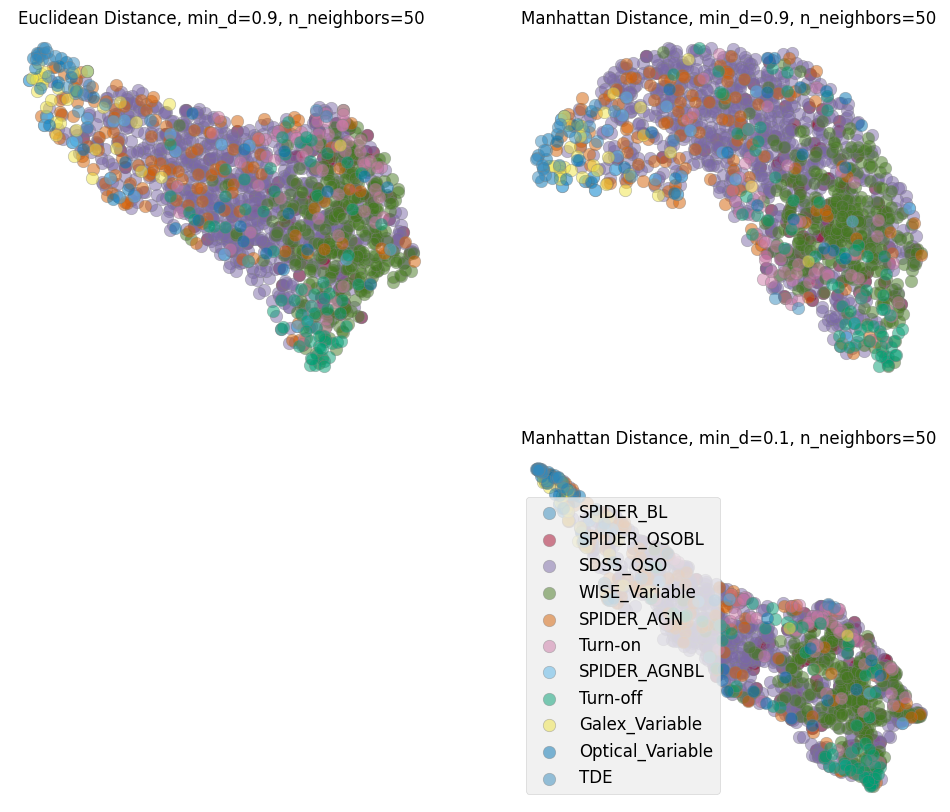 Euclidean Distance, min_d=0.9, n_neighbors=50
Manhattan Distance, min_d=0.9, n_neighbors=50
Manhattan Distance, min_d=0.1, n_neighbors=50
SPIDER_BL
SPIDER_QSOBL
SDSS_QSO
WISE_Variable
SPIDER_AGN
Turn-on
SPIDER_AGNBL
Turn-off
Galex_Variable
Optical_Variable
TDE